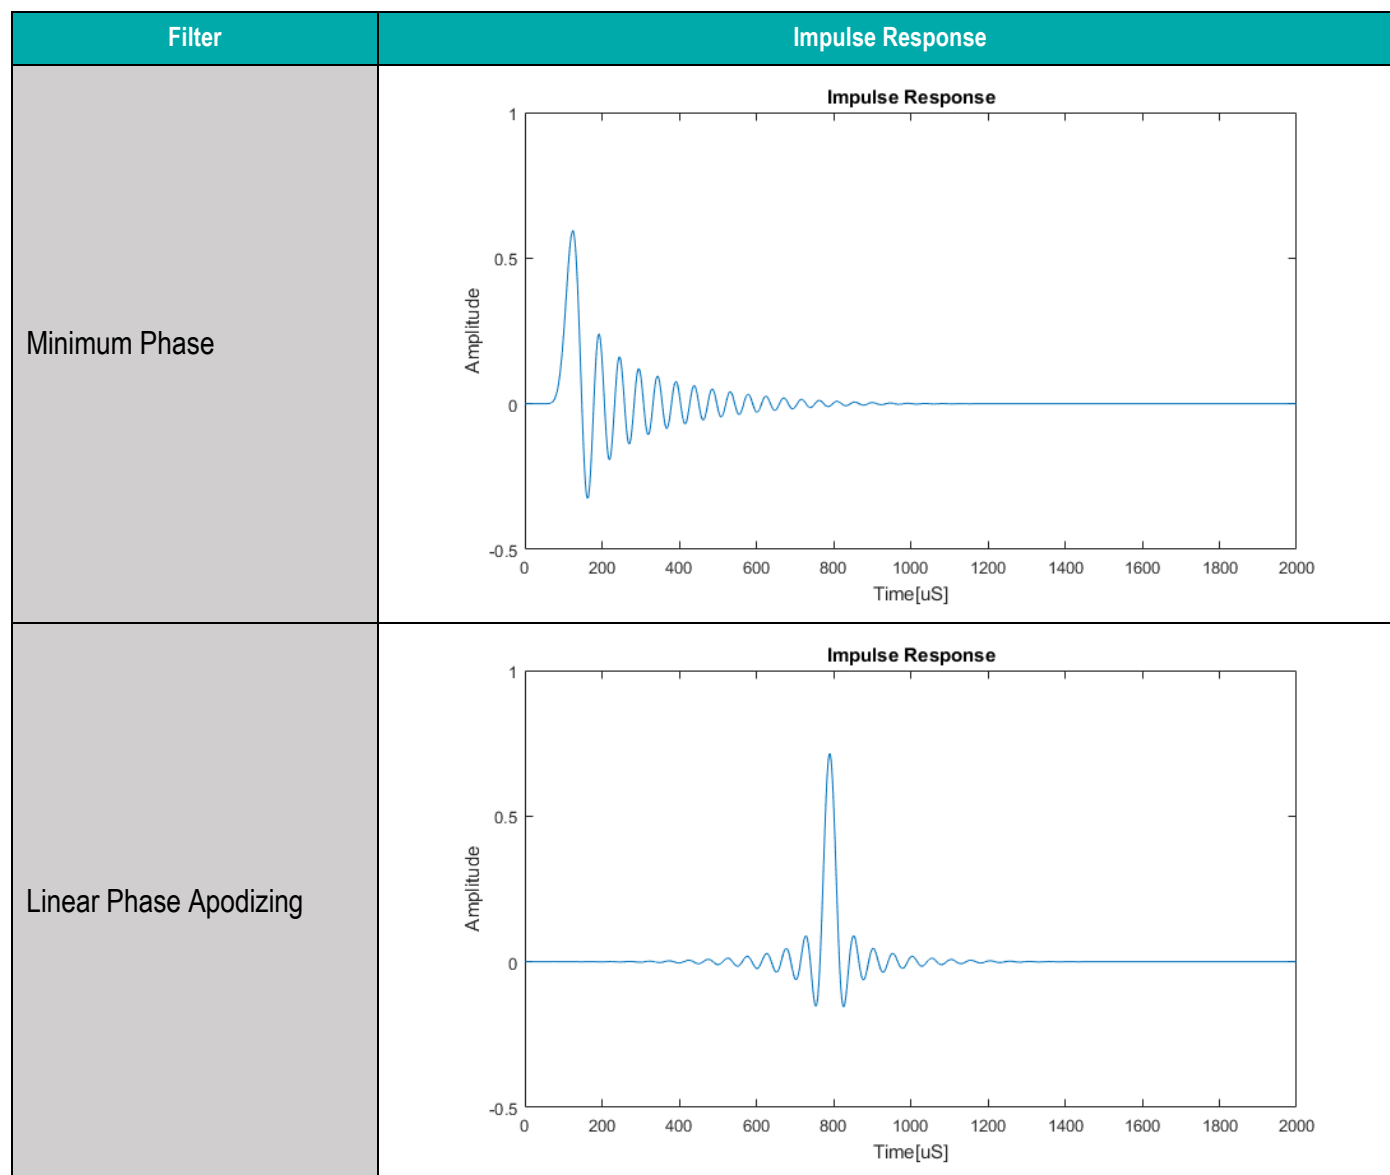 Filter Impulse Response
Minimum Phase
Impulse Response
1
0.5
0
-0.5
Amplitude
0 200 400 600 800 1000 1200 1400 1600 1800 2000
Time[uS]
Linear Phase Apodizing
Impulse Response
1
0.5
0
-0.5
Amplitude
0 200 400 600 800 1000 1200 1400 1600 1800 2000
Time[uS]